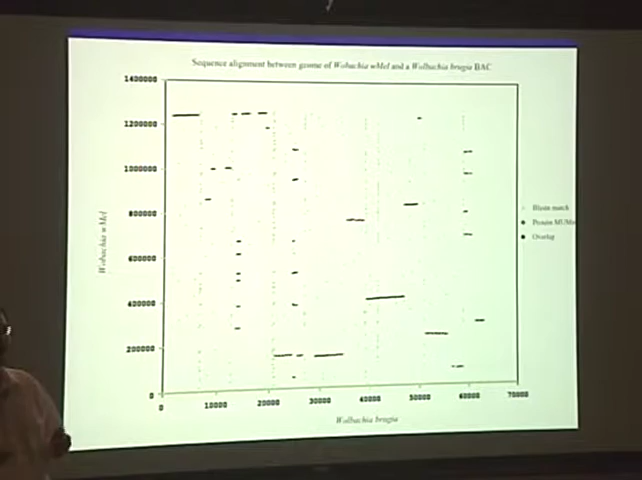 Sequence alignment between genome of Wobachia wMel and a Wolbachia brugia BAC
1400000
1200000
1000000
800000
600000
400000
200000
0
Wolbachia wMel
0
10000
20000
30000
40000
50000
60000
70000
Wolbachia brugia
Blastn match
Protein MUMs
Overlap